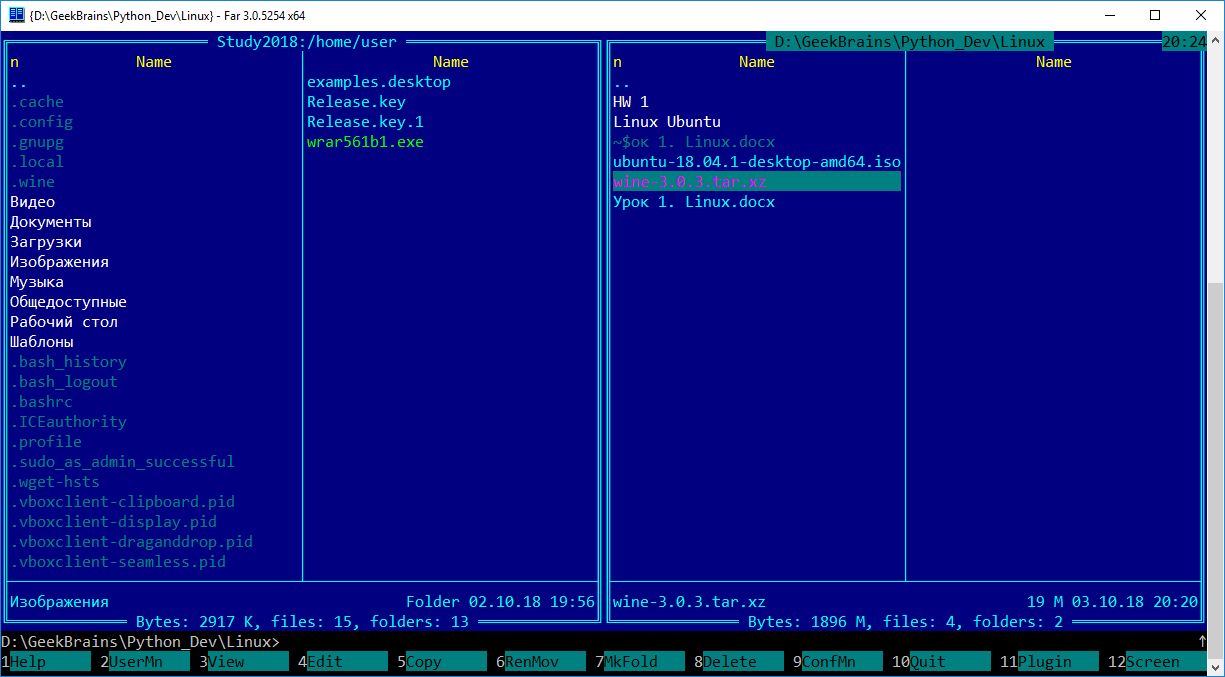 {D:\GeekBrains\Python_Dev\Linux} - Far 3.0.5254 x64
Study2018:/home/user
n Name Name
..
.cache
.config
.gnupg
.local
.wine
Видео
Документы
Загрузки
Изображения
Музыка
Общедоступные
Рабочий стол
Шаблоны
.bash_history
.bash_logout
.bashrc
.ICEauthority
.profile
.sudo_as_admin_successful
.wget-hsts
.vboxclient-clipboard.pid
.vboxclient-display.pid
.vboxclient-draganddrop.pid
.vboxclient-seamless.pid
examples.desktop
Release.key
Release.key.1
wrar561b1.exe
Изображения Folder 02.10.18 19:56
Bytes: 2917 K, files: 15, folders: 13
D:\GeekBrains\Python_Dev\Linux 20:24
n Name Name
..
HW 1
Linux Ubuntu
~$ок 1. Linux.docx
ubuntu-18.04.1-desktop-amd64.iso
wine-3.0.3.tar.xz
Урок 1. Linux.docx
wine-3.0.3.tar.xz 19 M 03.10.18 20:20
Bytes: 1896 M, files: 4, folders: 2
D:\GeekBrains\Python_Dev\Linux> ↑
1Help 2UserMn 3View 4Edit 5Copy 6RenMov 7MkFold 8Delete 9ConfMn 10Quit 11Plugin 12Screen